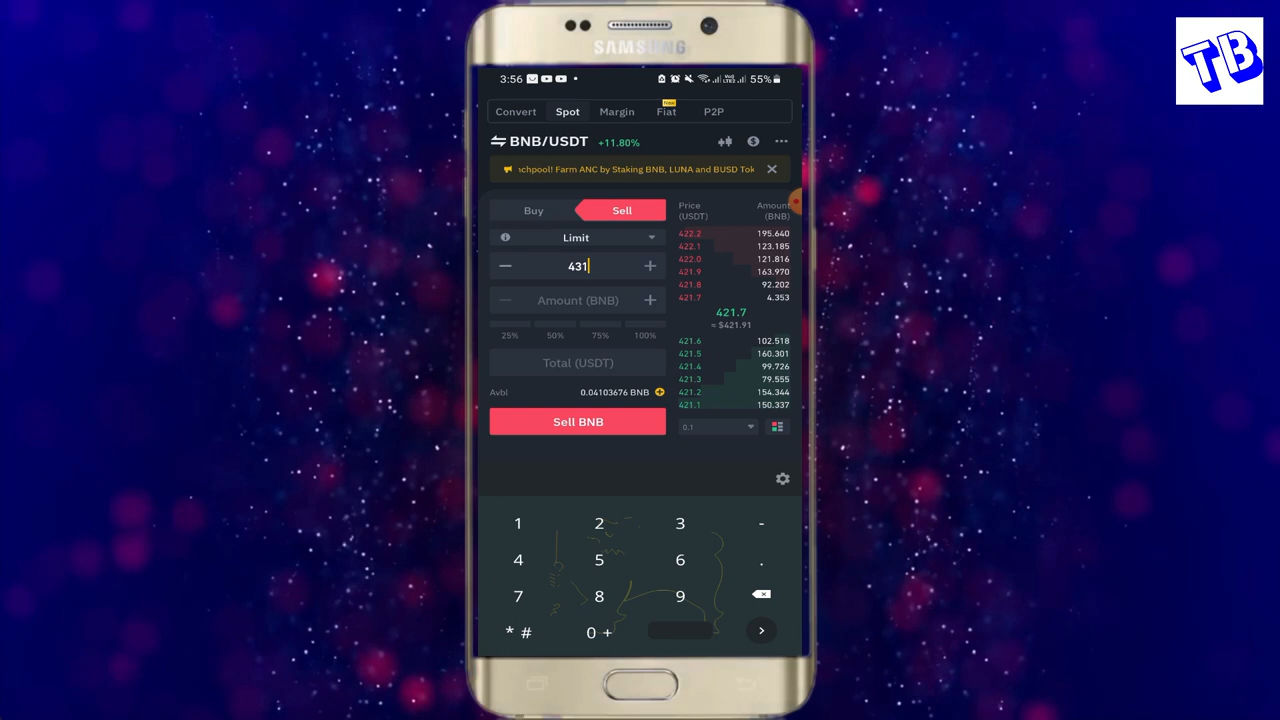 TB
SAMSUNG
3:56 55%
Convert Spot Margin Fiat P2P
New
BNB/USDT +11.80%
nchpool! Farm ANC by Staking BNB, LUNA and BUSD Tok
Buy Sell
Limit
431
Amount (BNB)
25% 50% 75% 100%
Total (USDT)
Avbl 0.04103676 BNB
Sell BNB
Price Amount
(USDT) (BNB)
422.2 195.640
422.1 123.185
422.0 121.816
421.9 163.970
421.8 92.202
421.7 4.353
421.7
≈ $421.91
421.6 102.518
421.5 160.301
421.4 99.726
421.3 79.555
421.2 154.344
421.1 150.337
0.1
1 2 3 -
4 5 6 .
7 8 9
* # 0 +